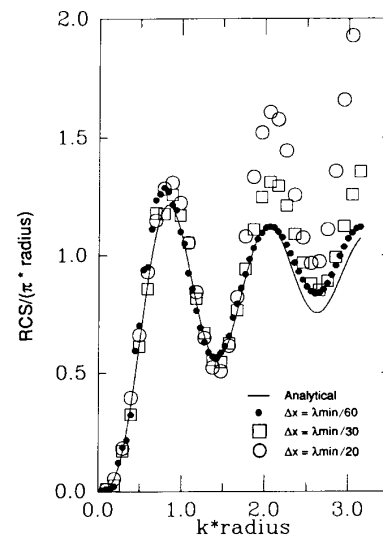 2.0
1.5
1.0
0.5
0.0
RCS/(π* radius)
Analytical
Δx = λmin/60
Δx = λmin/30
Δx = λmin/20
0.0 1.0 2.0 3.0
k*radius